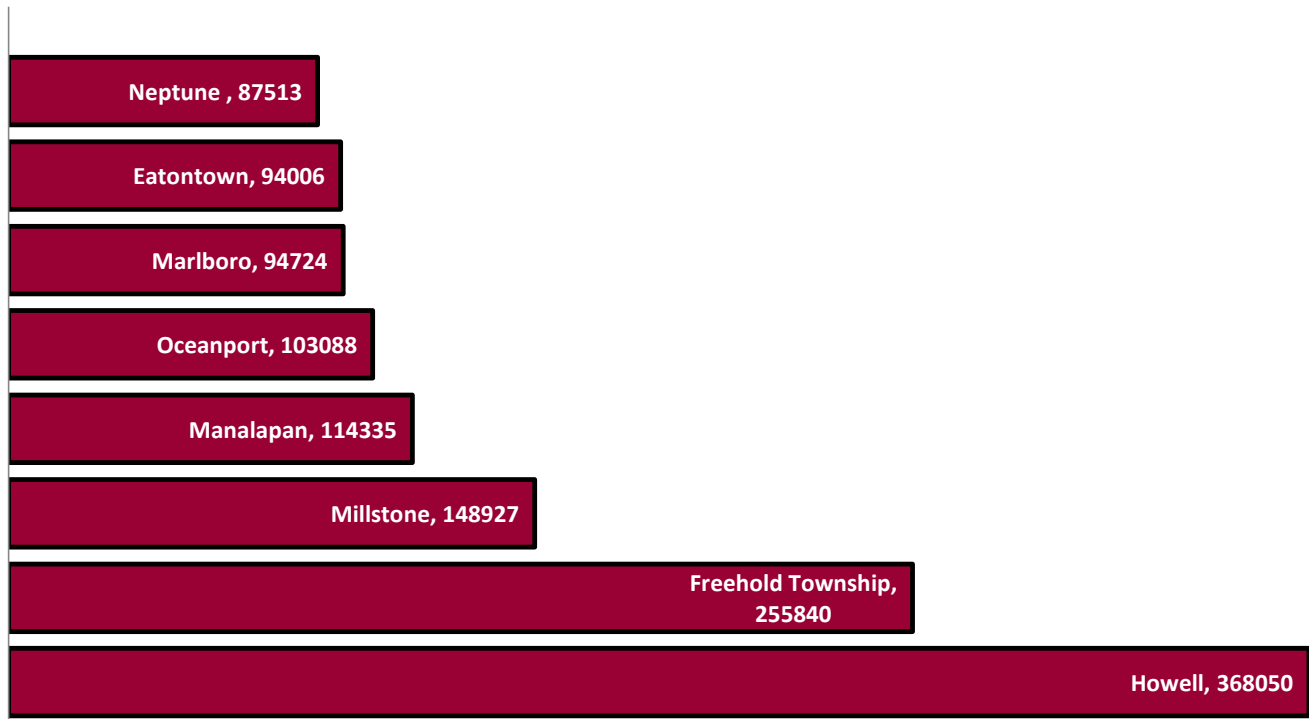 Neptune , 87513
Eatontown, 94006
Marlboro, 94724
Oceanport, 103088
Manalapan, 114335
Millstone, 148927
Freehold Township,
255840
Howell, 368050